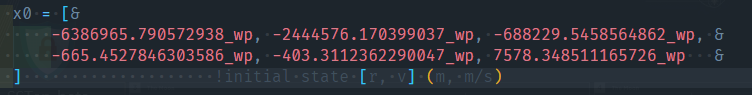 x0 = [&
-6386965.790572938_wp, -2444576.170399037_wp, -688229.5458564862_wp, &
-665.4527846303586_wp, -403.3112362290047_wp, 7578.348511165726_wp &
] !initial state [r, v] (m, m/s)